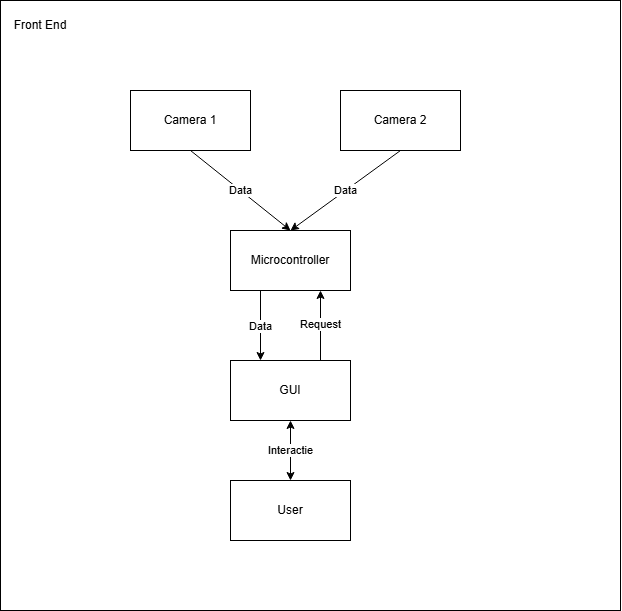 Front End
Camera 1
Camera 2
Data
Data
Microcontroller
Data
Request
GUI
Interactie
User